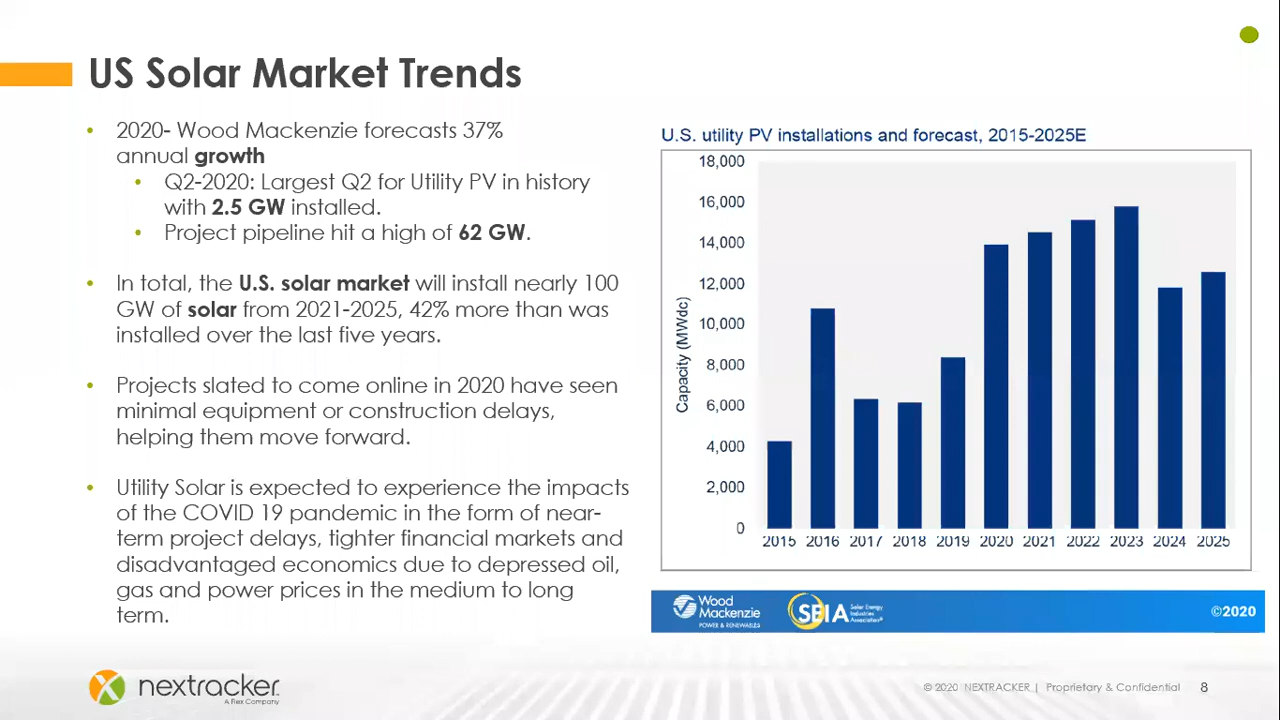 US Solar Market Trends
• 2020- Wood Mackenzie forecasts 37%
annual growth
• Q2-2020: Largest Q2 for Utility PV in history
with 2.5 GW installed.
• Project pipeline hit a high of 62 GW.
• In total, the U.S. solar market will install nearly 100
GW of solar from 2021-2025, 42% more than was
installed over the last five years.
• Projects slated to come online in 2020 have seen
minimal equipment or construction delays,
helping them move forward.
• Utility Solar is expected to experience the impacts
of the COVID 19 pandemic in the form of near-
term project delays, tighter financial markets and
disadvantaged economics due to depressed oil,
gas and power prices in the medium to long
term.
U.S. utility PV installations and forecast, 2015-2025E
Capacity (MWdc)
18,000
16,000
14,000
12,000
10,000
8,000
6,000
4,000
2,000
0
2015 2016 2017 2018 2019 2020 2021 2022 2023 2024 2025
Wood
Mackenzie
POWER & RENEWABLES
SEIA
Solar Energy
Industries
Association®
©2020
nextracker.
A Flex Company
© 2020 NEXTRACKER | Proprietary & Confidential 8